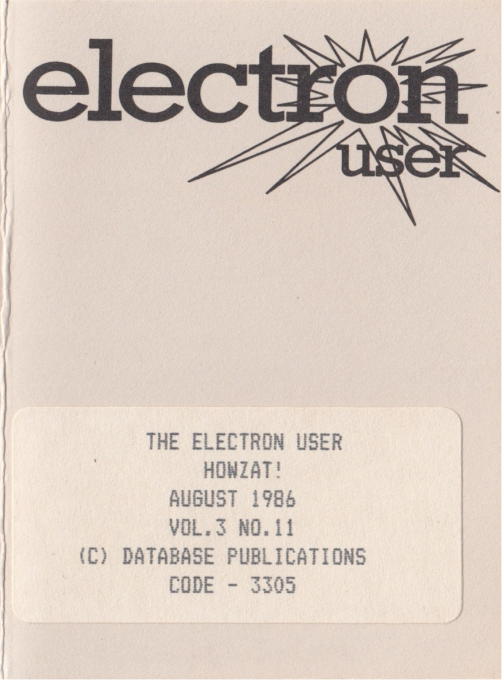 electron
user
THE ELECTRON USER
HOWZAT!
AUGUST 1986
VOL.3 NO.11
(C) DATABASE PUBLICATIONS
CODE - 3305